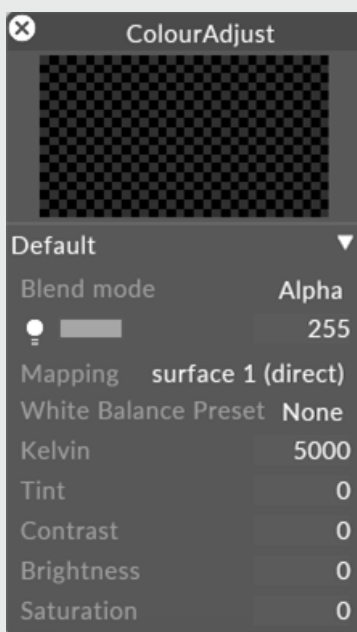 ColourAdjust
Default
Blend mode Alpha
255
Mapping surface 1 (direct)
White Balance Preset None
Kelvin 5000
Tint 0
Contrast 0
Brightness 0
Saturation 0